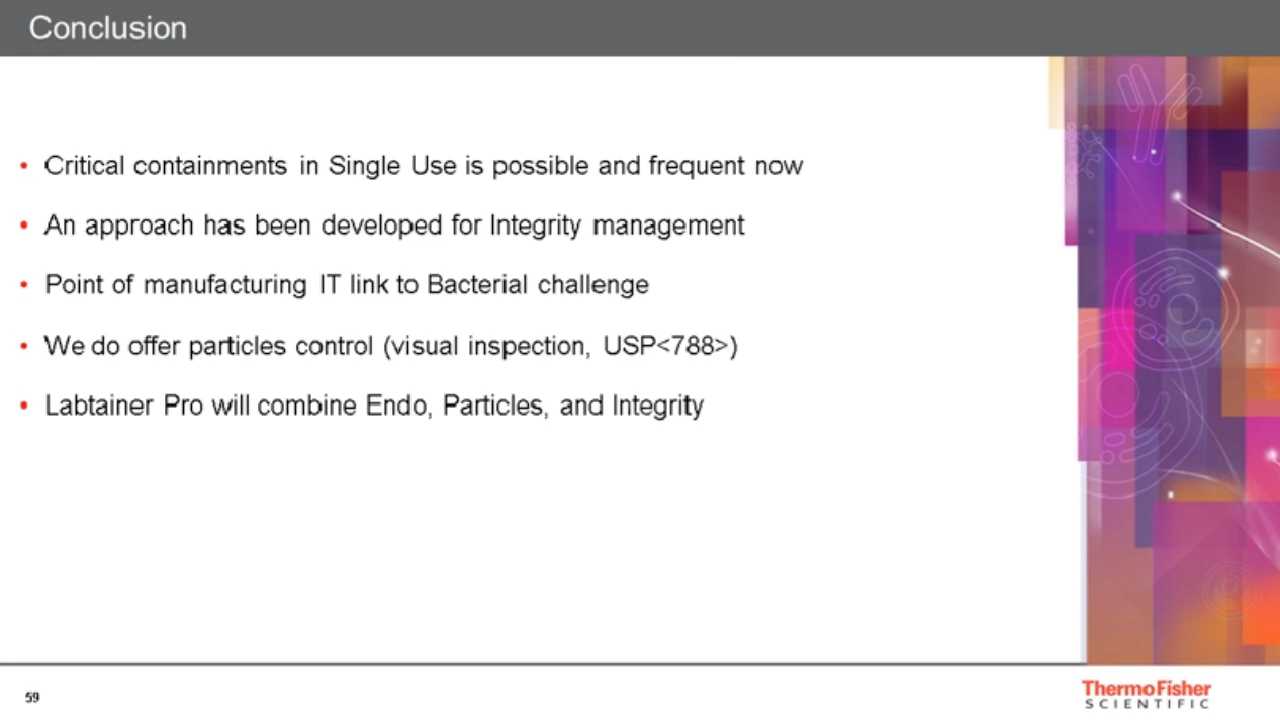 Conclusion
• Critical containments in Single Use is possible and frequent now
• An approach has been developed for Integrity management
• Point of manufacturing IT link to Bacterial challenge
• We do offer particles control (visual inspection, USP<788>)
• Labtainer Pro will combine Endo, Particles, and Integrity
59
ThermoFisher
SCIENTIFIC